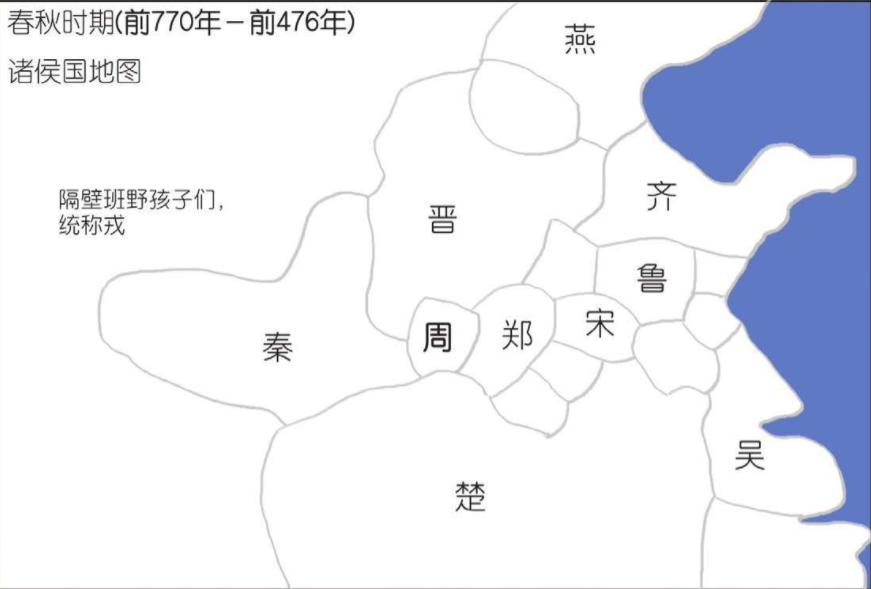 春秋时期(前770年－前476年)
诸侯国地图
燕
隔壁班野孩子们，
统称戎
齐
晋
鲁
宋
周
郑
秦
吴
楚